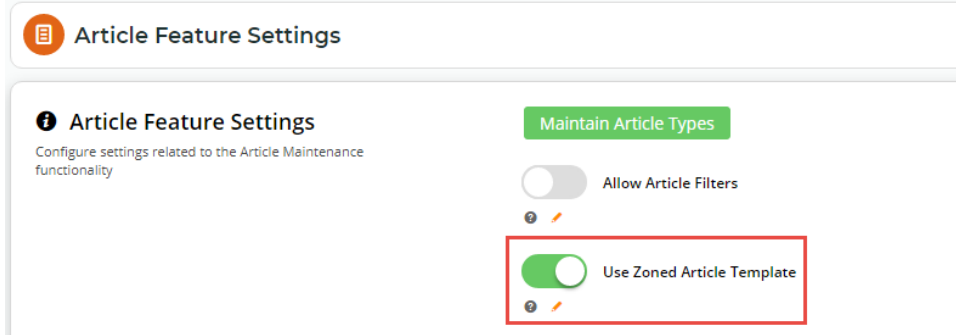 Article Feature Settings
Article Feature Settings
Configure settings related to the Article Maintenance
functionality
Maintain Article Types
Allow Article Filters
Use Zoned Article Template